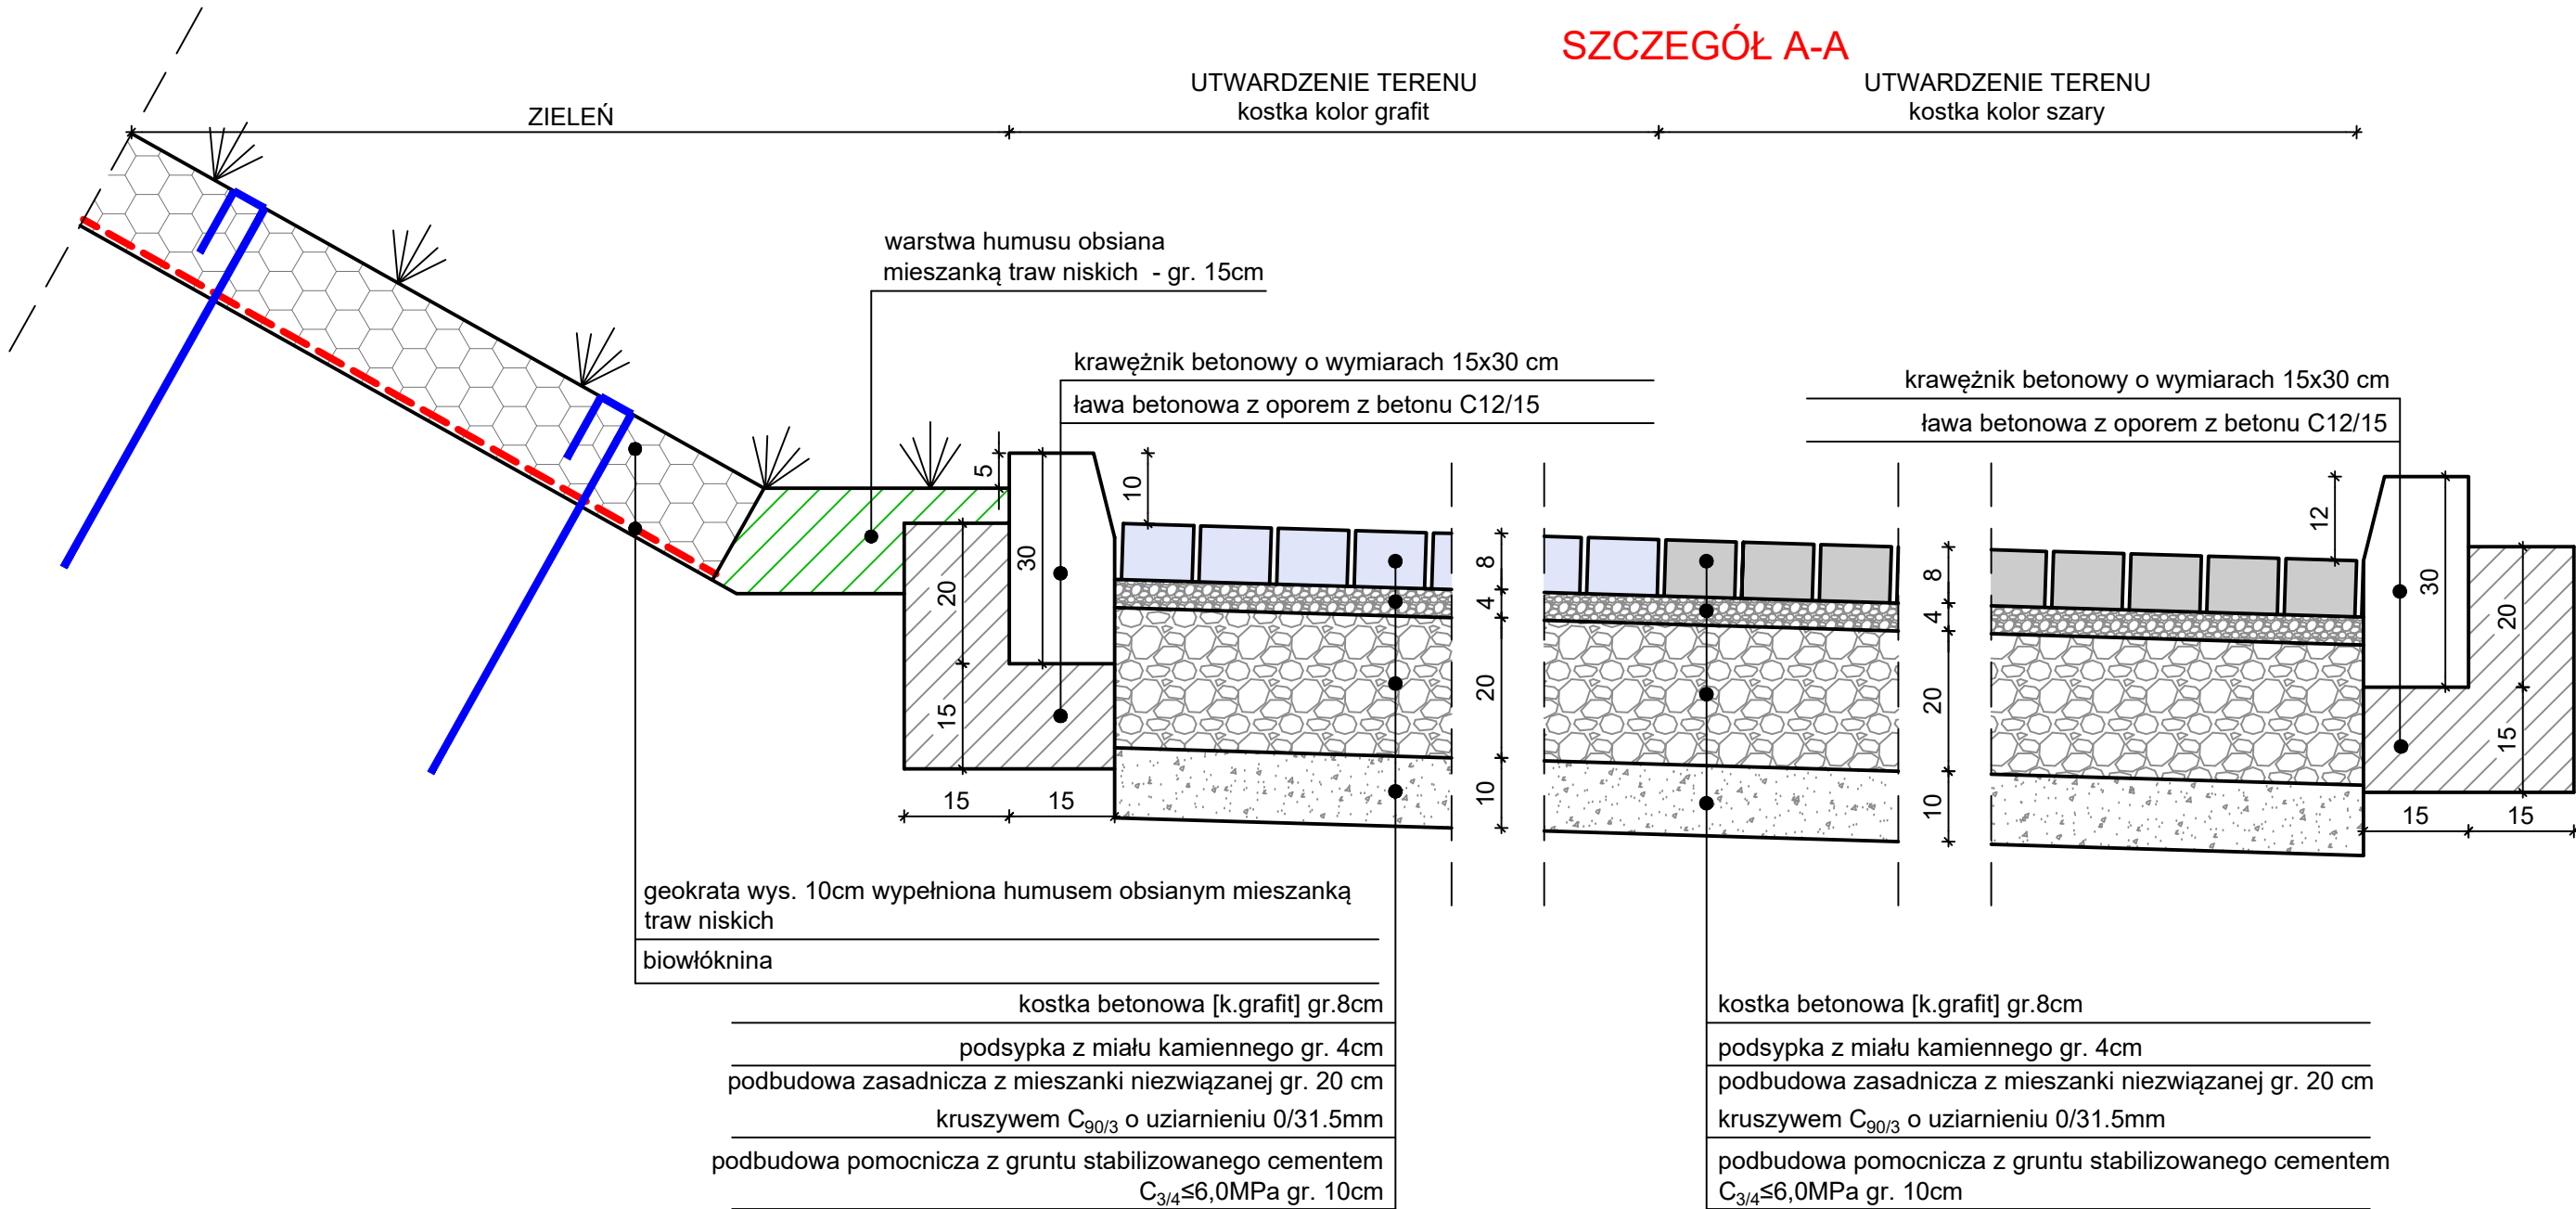 SZCZEGÓŁ A-A
ZIELEŃ
UTWARDZENIE TERENU
kostka kolor grafit
UTWARDZENIE TERENU
kostka kolor szary
warstwa humusu obsiana
mieszanką traw niskich - gr. 15cm
krawężnik betonowy o wymiarach 15x30 cm
ława betonowa z oporem z betonu C12/15
krawężnik betonowy o wymiarach 15x30 cm
ława betonowa z oporem z betonu C12/15
5
30
10
20
15
15
15
8
4
20
10
8
4
20
10
12
30
20
15
15
15
geokrata wys. 10cm wypełniona humusem obsianym mieszanką
traw niskich
biowłóknina
kostka betonowa [k.grafit] gr.8cm
podsypka z miału kamiennego gr. 4cm
podbudowa zasadnicza z mieszanki niezwiązanej gr. 20 cm
kruszywem C90/3 o uziarnieniu 0/31.5mm
podbudowa pomocnicza z gruntu stabilizowanego cementem
C3/4≤6,0MPa gr. 10cm
kostka betonowa [k.grafit] gr.8cm
podsypka z miału kamiennego gr. 4cm
podbudowa zasadnicza z mieszanki niezwiązanej gr. 20 cm
kruszywem C90/3 o uziarnieniu 0/31.5mm
podbudowa pomocnicza z gruntu stabilizowanego cementem
C3/4≤6,0MPa gr. 10cm